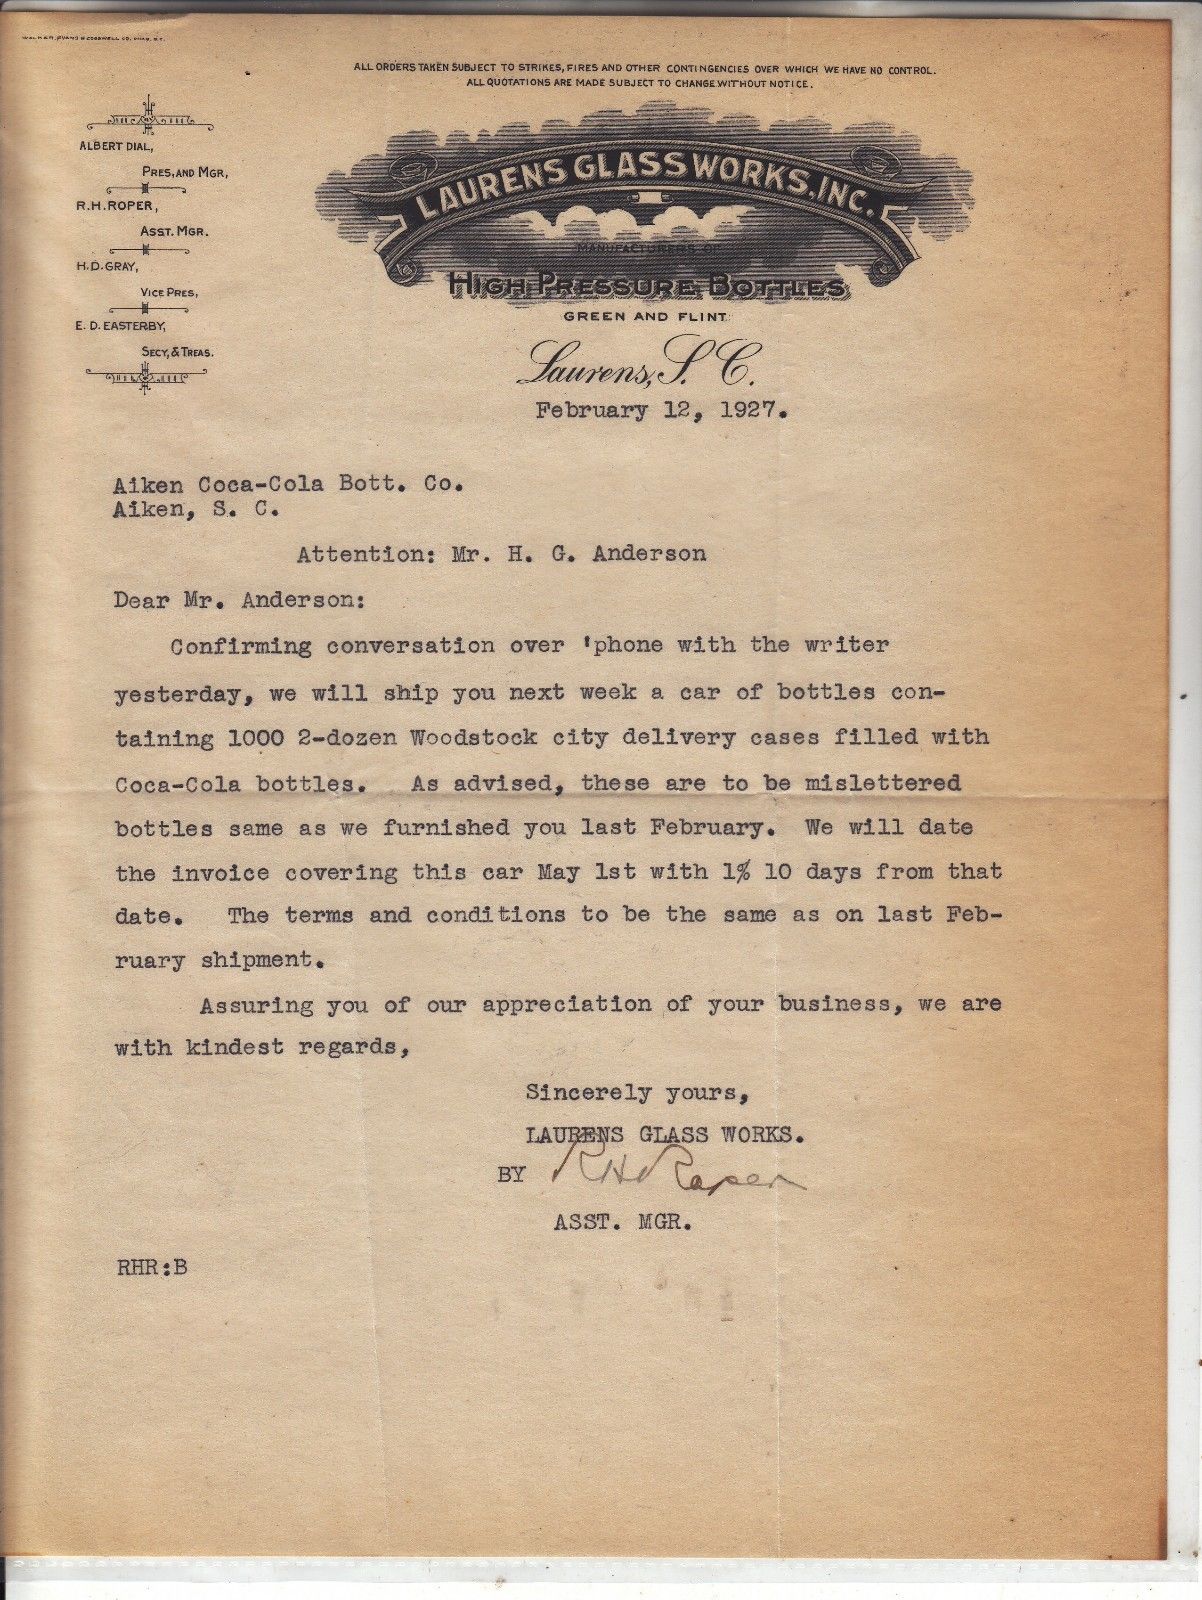 WALKER, EVANS & COGSWELL CO. CHAS. S.C.
ALL ORDERS TAKEN SUBJECT TO STRIKES, FIRES AND OTHER CONTINGENCIES OVER WHICH WE HAVE NO CONTROL.
ALL QUOTATIONS ARE MADE SUBJECT TO CHANGE WITHOUT NOTICE.
ALBERT DIAL,
PRES, AND MGR,
R.H. ROPER,
ASST. MGR.
H.D. GRAY,
VICE PRES,
E. D. EASTERBY,
SECY, & TREAS.
LAURENS GLASS WORKS, INC.
MANUFACTURERS OF
HIGH PRESSURE BOTTLES
GREEN AND FLINT
Laurens, S. C.
February 12, 1927.
Aiken Coca-Cola Bott. Co.
Aiken, S. C.
Attention: Mr. H. G. Anderson
Dear Mr. Anderson:
Confirming conversation over 'phone with the writer
yesterday, we will ship you next week a car of bottles con-
taining 1000 2-dozen Woodstock city delivery cases filled with
Coca-Cola bottles. As advised, these are to be mislettered
bottles same as we furnished you last February. We will date
the invoice covering this car May 1st with 1% 10 days from that
date. The terms and conditions to be the same as on last Feb-
ruary shipment.
Assuring you of our appreciation of your business, we are
with kindest regards,
Sincerely yours,
LAURENS GLASS WORKS.
BY RH Roper
ASST. MGR.
RHR:B